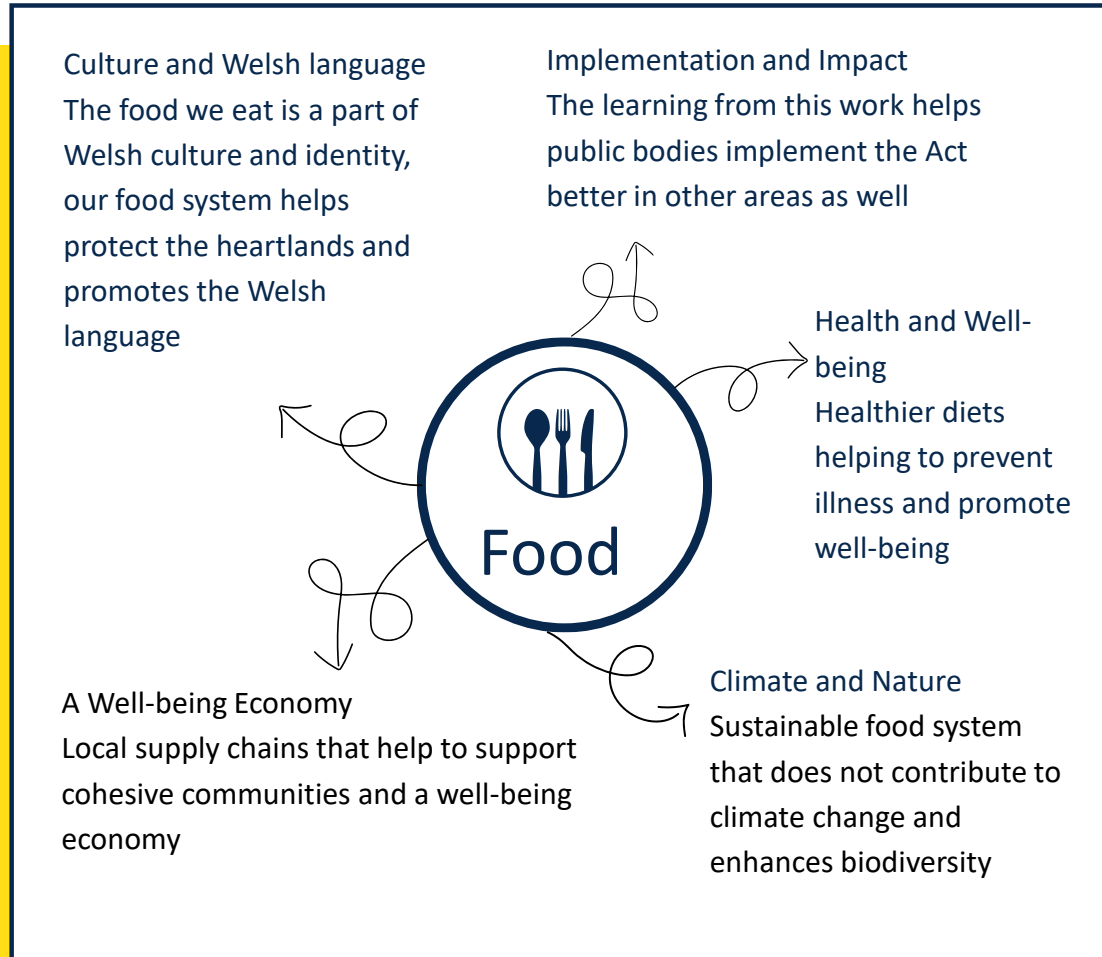 Culture and Welsh language
The food we eat is a part of
Welsh culture and identity,
our food system helps
protect the heartlands and
promotes the Welsh
language
Implementation and Impact
The learning from this work helps
public bodies implement the Act
better in other areas as well
Health and Well-
being
Healthier diets
helping to prevent
illness and promote
well-being
Food
A Well-being Economy
Local supply chains that help to support
cohesive communities and a well-being
economy
Climate and Nature
Sustainable food system
that does not contribute to
climate change and
enhances biodiversity